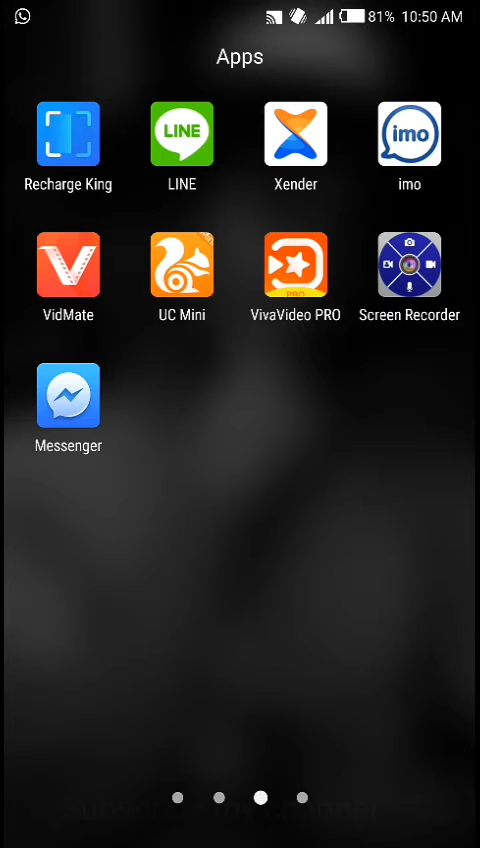 81% 10:50 AM
Apps
LINE
imo
Recharge King LINE Xender imo
PRO
VidMate UC Mini VivaVideo PRO Screen Recorder
Messenger